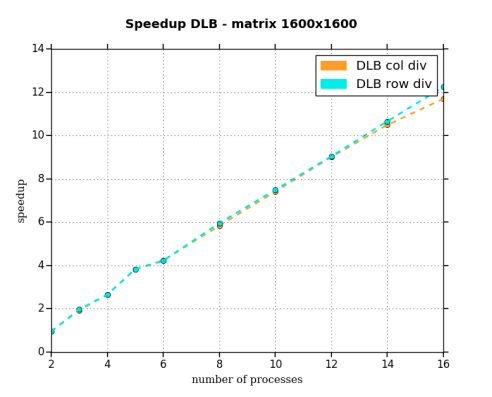 Speedup DLB - matrix 1600x1600
14
12
10
8
6
4
2
0
speedup
DLB col div
DLB row div
2 4 6 8 10 12 14 16
number of processes